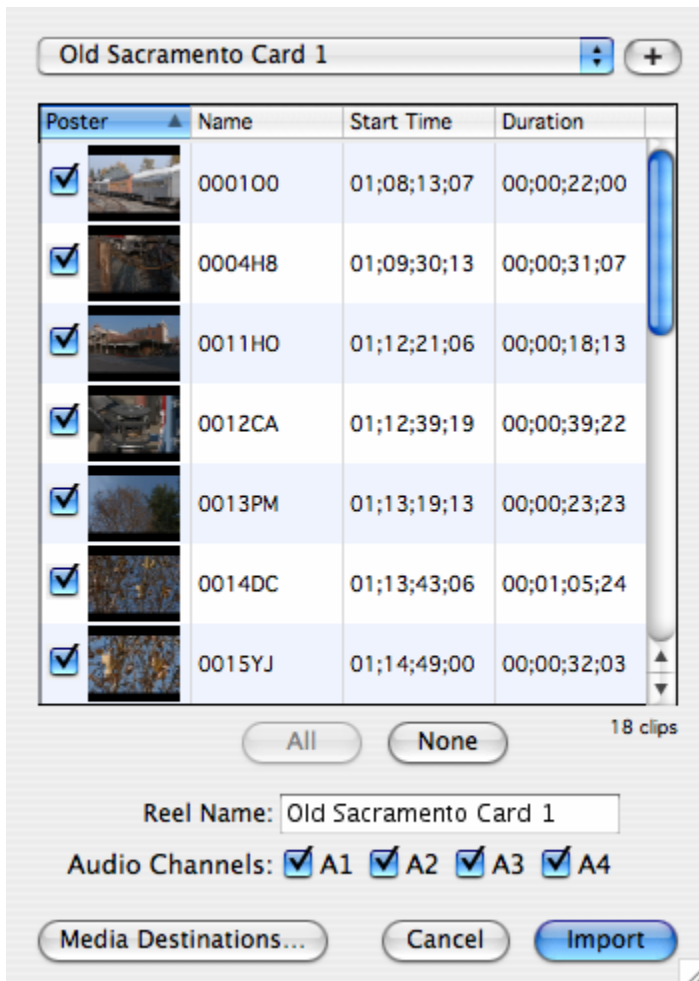 Old Sacramento Card 1 +
Poster Name Start Time Duration
0001O0 01;08;13;07 00;00;22;00
0004H8 01;09;30;13 00;00;31;07
0011HO 01;12;21;06 00;00;18;13
0012CA 01;12;39;19 00;00;39;22
0013PM 01;13;19;13 00;00;23;23
0014DC 01;13;43;06 00;01;05;24
0015YJ 01;14;49;00 00;00;32;03
All None 18 clips
Reel Name: Old Sacramento Card 1
Audio Channels: A1 A2 A3 A4
Media Destinations... Cancel Import